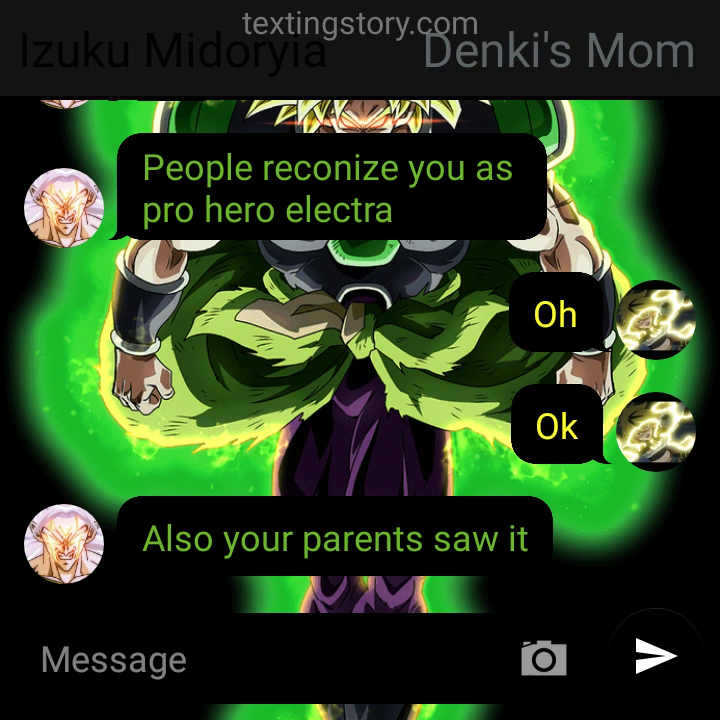 textingstory.com
Izuku Midoryia
Denki's Mom
People reconize you as
pro hero electra
Oh
Ok
Also your parents saw it
Message